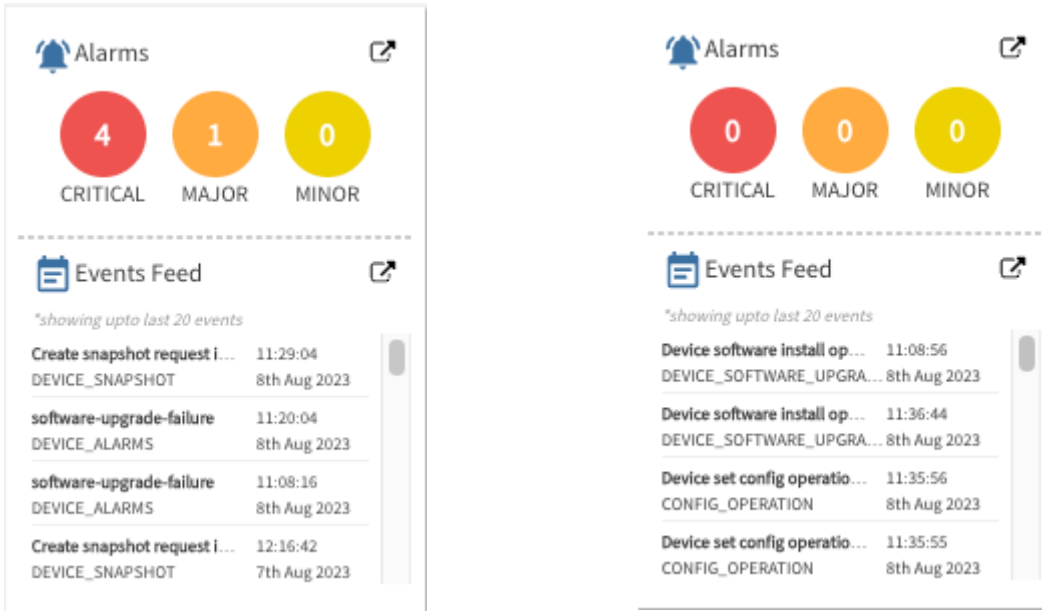 Alarms
4 1 0
CRITICAL MAJOR MINOR
Events Feed
*showing upto last 20 events
Create snapshot request i... 11:29:04
DEVICE_SNAPSHOT 8th Aug 2023
software-upgrade-failure 11:20:04
DEVICE_ALARMS 8th Aug 2023
software-upgrade-failure 11:08:16
DEVICE_ALARMS 8th Aug 2023
Create snapshot request i... 12:16:42
DEVICE_SNAPSHOT 7th Aug 2023
Alarms
0 0 0
CRITICAL MAJOR MINOR
Events Feed
*showing upto last 20 events
Device software install op... 11:08:56
DEVICE_SOFTWARE_UPGRA... 8th Aug 2023
Device software install op... 11:36:44
DEVICE_SOFTWARE_UPGRA... 8th Aug 2023
Device set config operatio... 11:35:56
CONFIG_OPERATION 8th Aug 2023
Device set config operatio... 11:35:55
CONFIG_OPERATION 8th Aug 2023